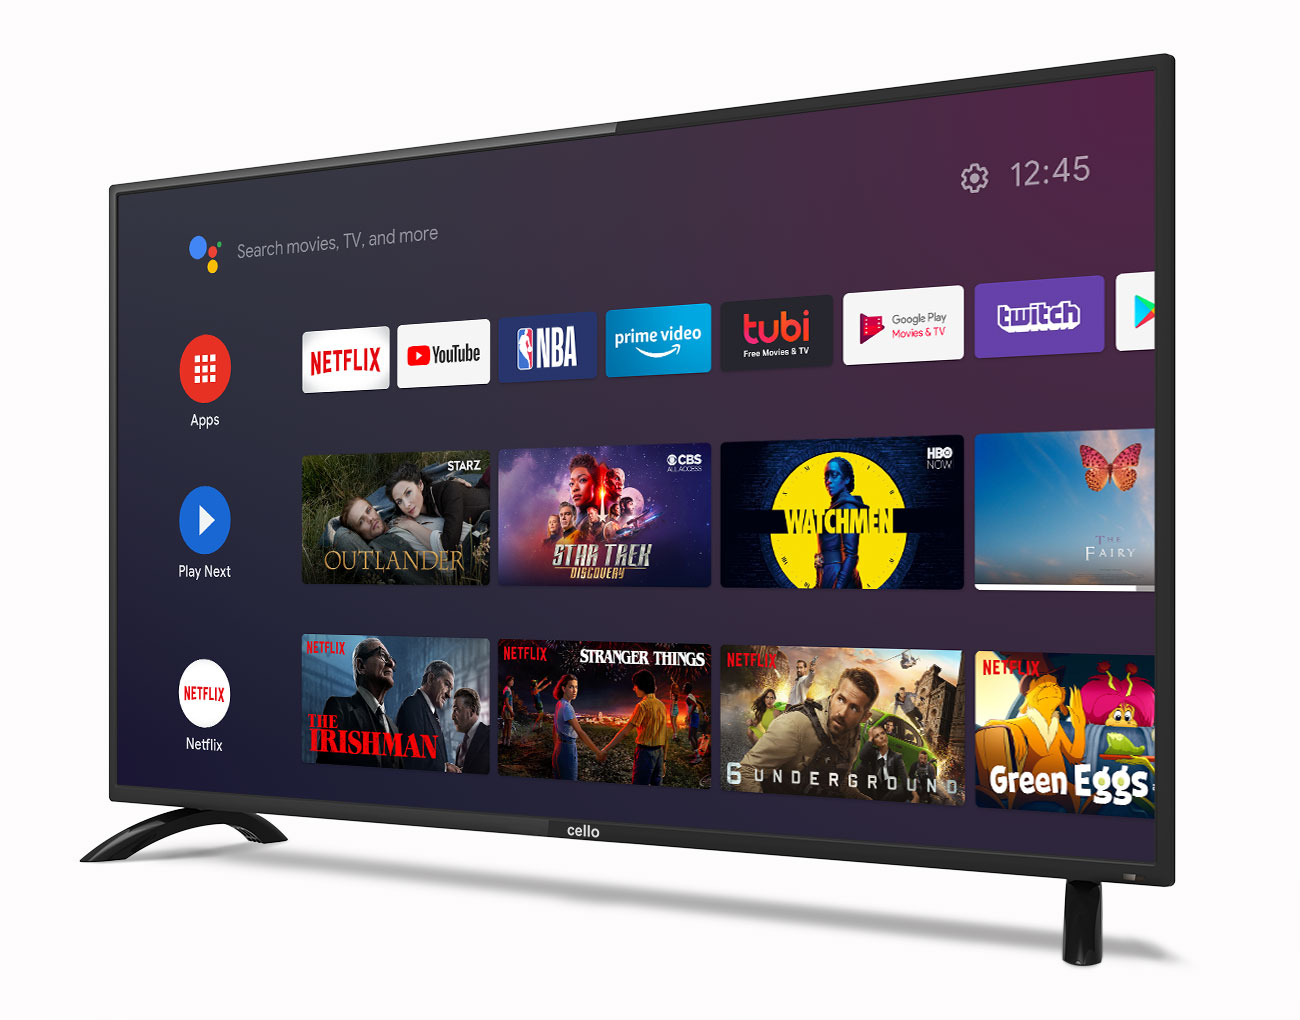 12:45
Search movies, TV, and more
NETFLIX
YouTube
NBA
prime video
tubi
Free Movies & TV
Google Play
Movies & TV
twitch
Apps
STARZ
OUTLANDER
CBS
ALL ACCESS
STAR TREK
DISCOVERY
WATCHMEN
HBO
NOW
THE
FAIRY
Play Next
NETFLIX
THE
IRISHMAN
NETFLIX
STRANGER THINGS
NETFLIX
6 UNDERGROUND
NETFLIX
Green Eggs
NETFLIX
Netflix
cello